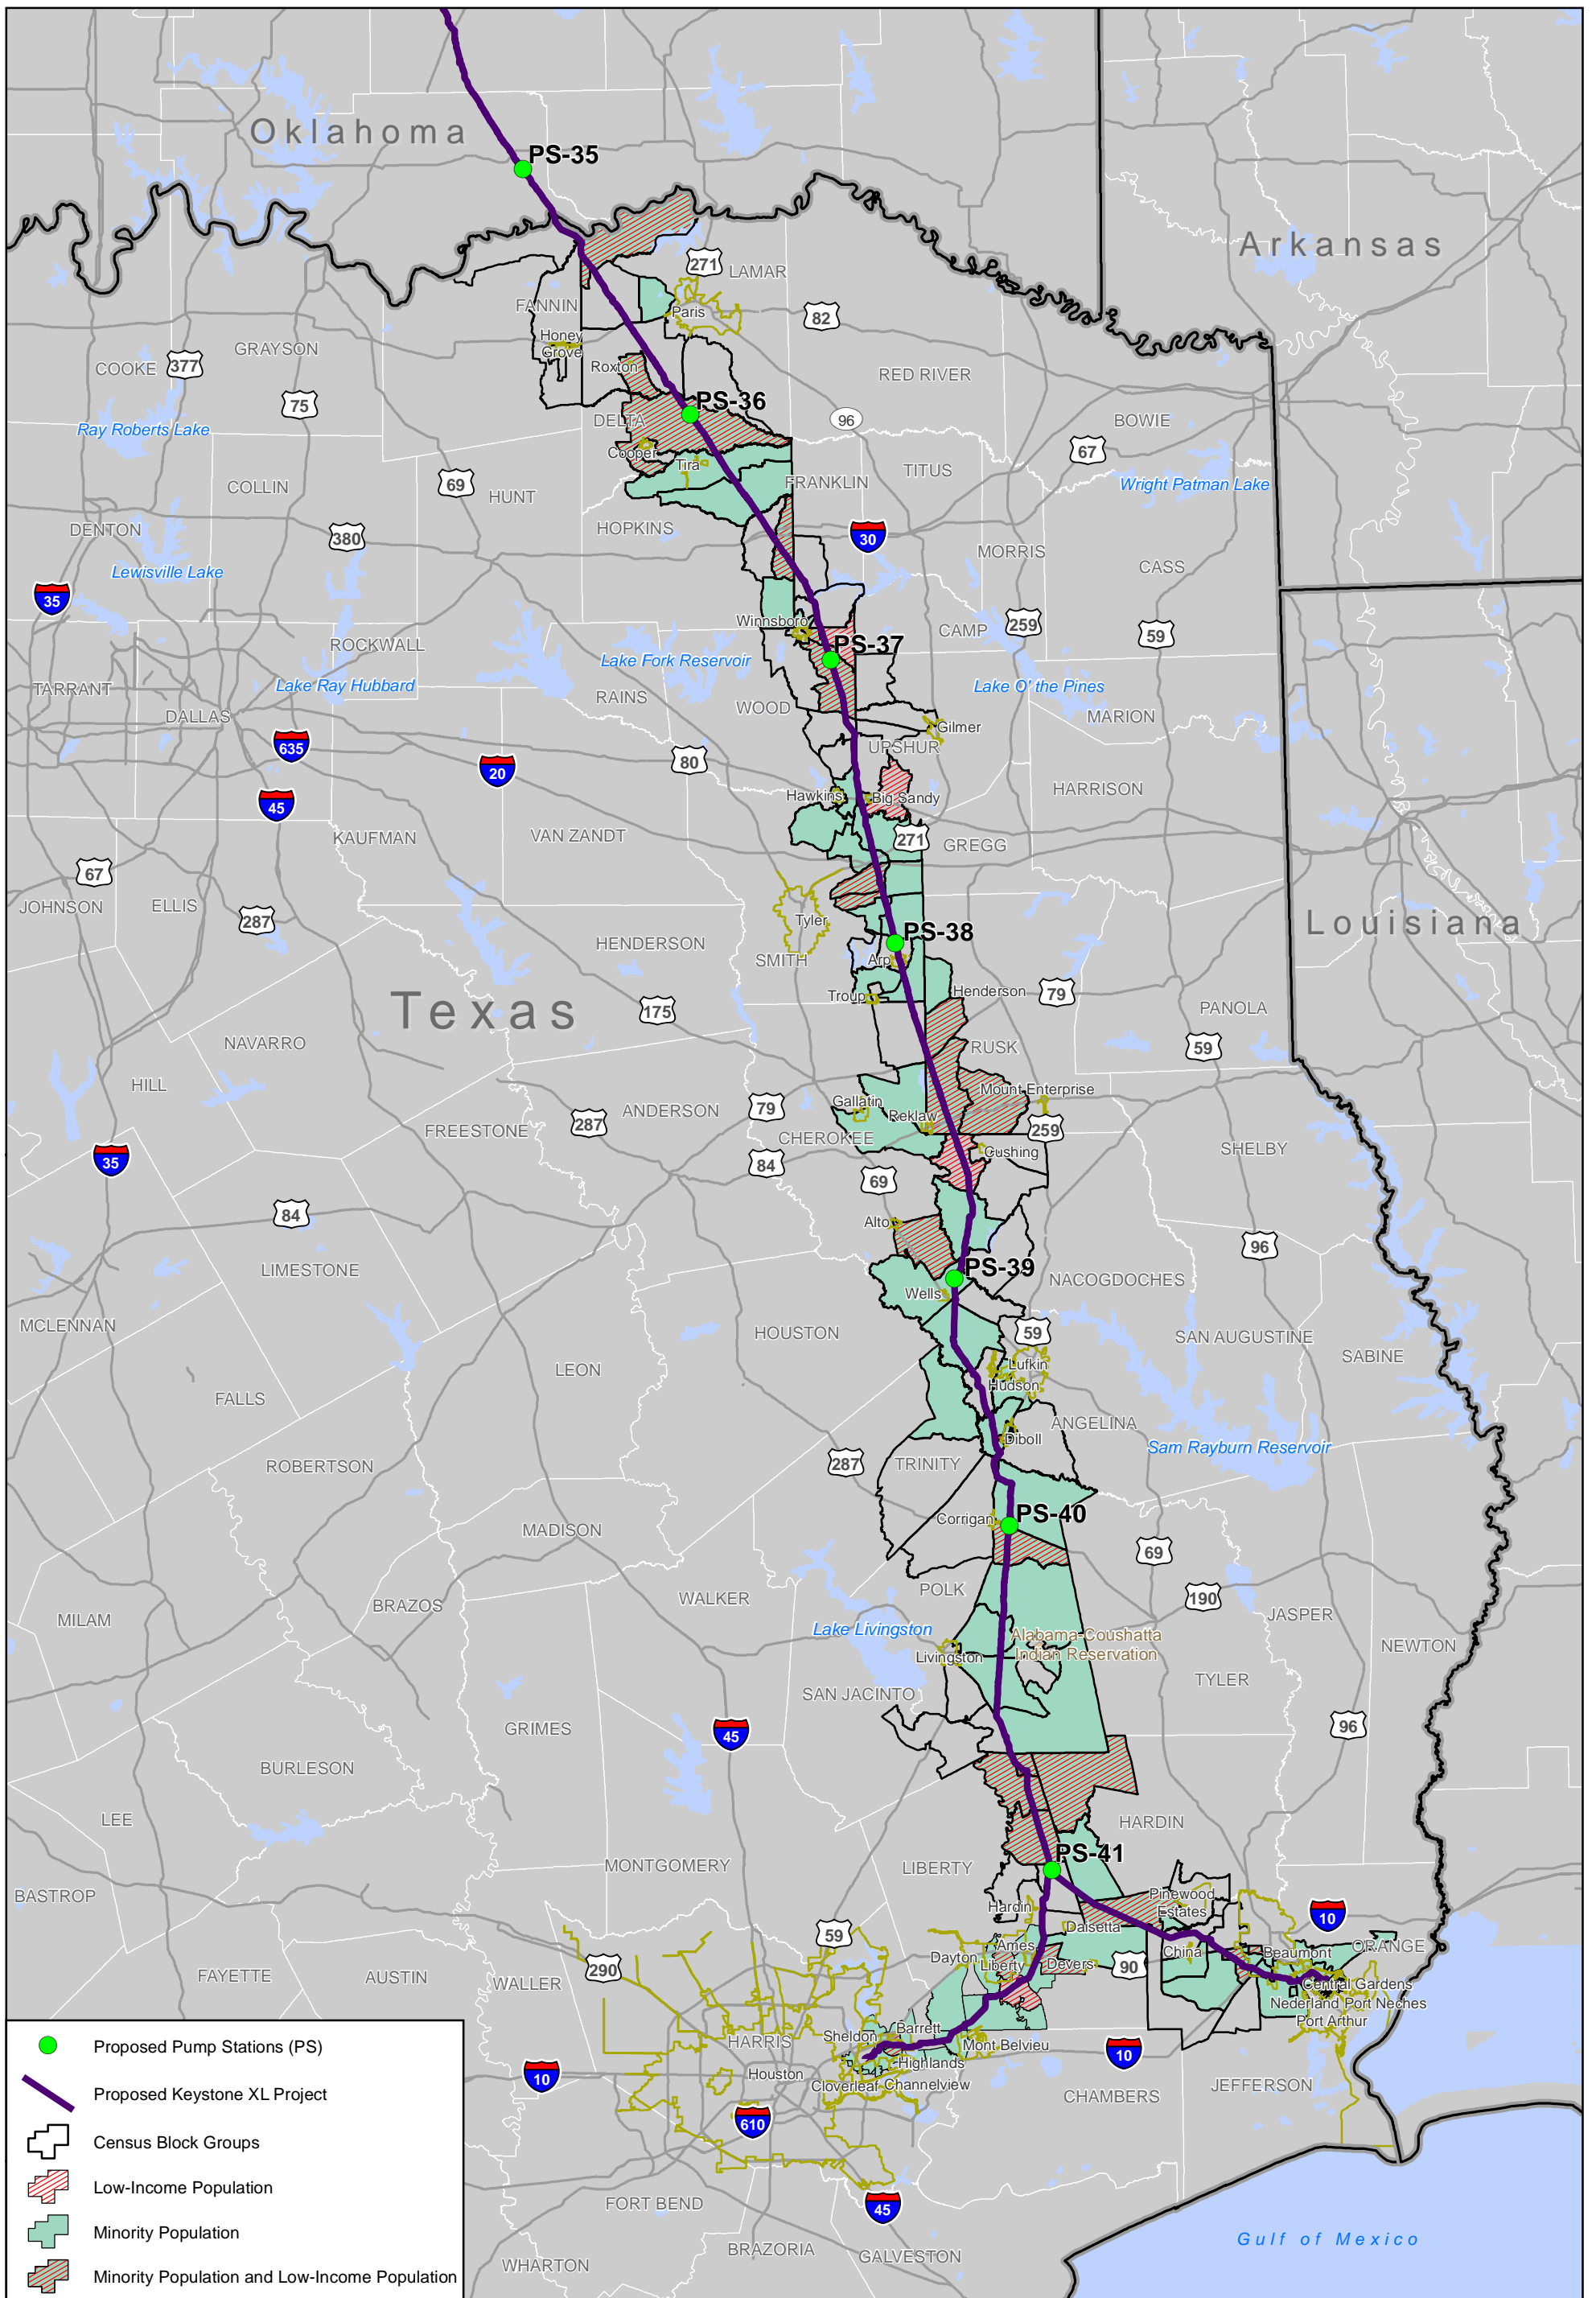 Oklahoma
PS-35
Arkansas
271
LAMAR
FANNIN
Paris
82
Honey
Grove
GRAYSON
COOKE
377
Roxton
RED RIVER
75
PS-36
96
BOWIE
DELTA
Ray Roberts Lake
67
Cooper
Tira
TITUS
69
FRANKLIN
Wright Patman Lake
COLLIN
HUNT
DENTON
HOPKINS
380
30
MORRIS
CASS
Lewisville Lake
35
Winnsboro
CAMP
259
59
ROCKWALL
PS-37
Lake Fork Reservoir
Lake Ray Hubbard
Lake O' the Pines
TARRANT
RAINS
WOOD
DALLAS
MARION
Gilmer
635
UPSHUR
80
20
HARRISON
Hawkins
Big Sandy
45
KAUFMAN
VAN ZANDT
271
GREGG
67
JOHNSON
ELLIS
287
Tyler
Louisiana
PS-38
HENDERSON
SMITH
Arp
Troup
Henderson
79
Texas
175
PANOLA
NAVARRO
RUSK
59
HILL
Mount Enterprise
Gallatin
ANDERSON
79
Reklaw
287
FREESTONE
CHEROKEE
259
SHELBY
Cushing
35
84
69
84
Alto
96
LIMESTONE
PS-39
NACOGDOCHES
Wells
MCLENNAN
HOUSTON
59
SAN AUGUSTINE
SABINE
LEON
Lufkin
Hudson
FALLS
ANGELINA
Diboll
Sam Rayburn Reservoir
287
TRINITY
ROBERTSON
PS-40
Corrigan
MADISON
69
POLK
WALKER
190
BRAZOS
JASPER
MILAM
Lake Livingston
Alabama-Coushatta
Indian Reservation
NEWTON
Livingston
TYLER
SAN JACINTO
GRIMES
45
96
BURLESON
LEE
HARDIN
PS-41
MONTGOMERY
LIBERTY
BASTROP
Pinewood
Estates
Hardin
10
Daisetta
59
Ames
ORANGE
Dayton
China
Beaumont
Liberty
Devers
90
290
FAYETTE
AUSTIN
WALLER
Central Gardens
Nederland Port Neches
Port Arthur
Barrett
Sheldon
HARRIS
Mont Belvieu
10
Highlands
Houston
10
Cloverleaf
Channelview
JEFFERSON
CHAMBERS
610
FORT BEND
45
Gulf of Mexico
BRAZORIA
GALVESTON
WHARTON
Proposed Pump Stations (PS)
Proposed Keystone XL Project
Census Block Groups
Low-Income Population
Minority Population
Minority Population and Low-Income Population